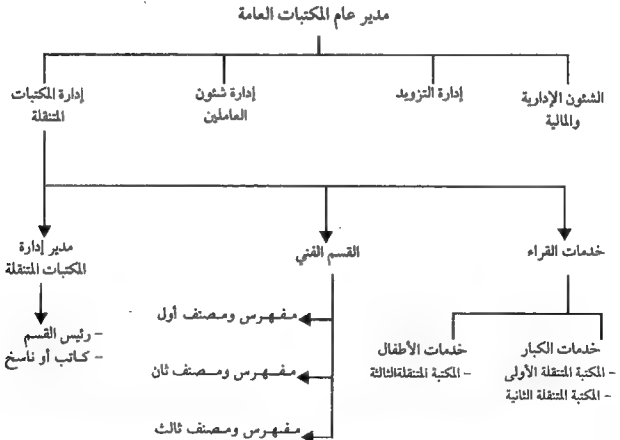 مدير عام المكتبات العامة
الشئون الإدارية
والمالية
إدارة التزويد
إدارة شئون
العاملين
إدارة المكتبات
المتنقلة
خدمات القراء
القسم الفني
مدير إدارة
المكتبات المتنقلة
خدمات الكبار
- المكتبة المتنقلة الأولى
- المكتبة المتنقلة الثانية
خدمات الأطفال
- المكتبة المتنقلة الثالثة
مفهرس ومصنف أول
مفهرس ومصنف ثان
مفهرس ومصنف ثالث
- رئيس القسم
- كاتب أو ناسخ